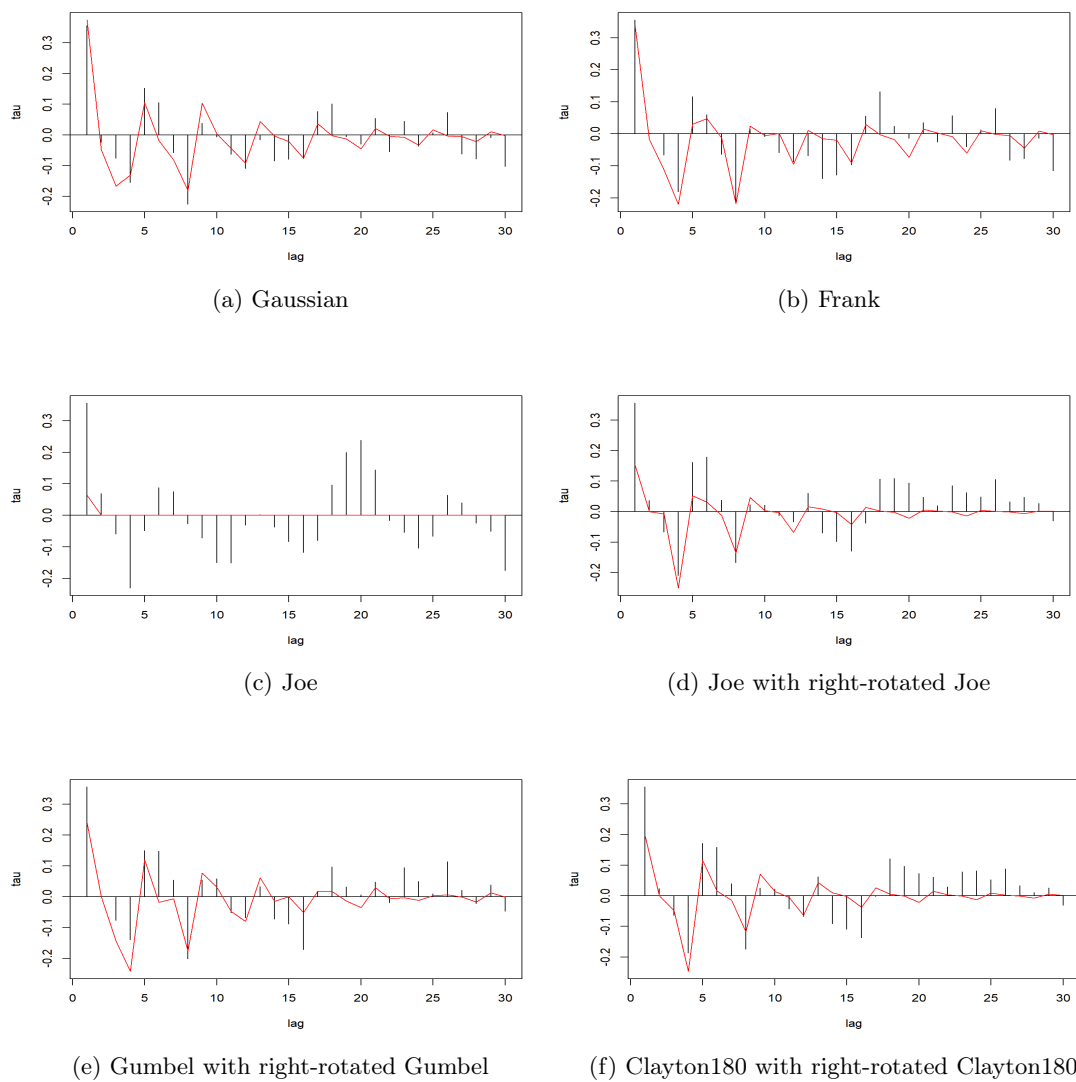 tau
0.3
0.2
0.1
0.0
-0.1
-0.2
0 5 10 15 20 25 30
lag
(a) Gaussian
tau
0.3
0.2
0.1
0.0
-0.1
-0.2
0 5 10 15 20 25 30
lag
(b) Frank
tau
0.3
0.2
0.1
0.0
-0.1
-0.2
0 5 10 15 20 25 30
lag
(c) Joe
tau
0.3
0.2
0.1
0.0
-0.1
-0.2
0 5 10 15 20 25 30
lag
(d) Joe with right-rotated Joe
tau
0.3
0.2
0.1
0.0
-0.1
-0.2
0 5 10 15 20 25 30
lag
(e) Gumbel with right-rotated Gumbel
tau
0.3
0.2
0.1
0.0
-0.1
-0.2
0 5 10 15 20 25 30
lag
(f) Clayton180 with right-rotated Clayton180